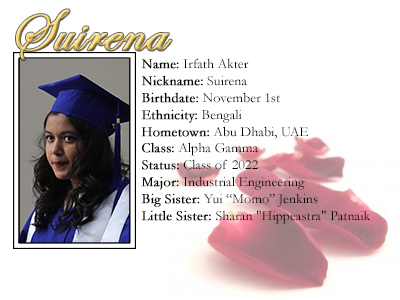 Suirena
Name: Irfath Akter
Nickname: Suirena
Birthdate: November 1st
Ethnicity: Bengali
Hometown: Abu Dhabi, UAE
Class: Alpha Gamma
Status: Class of 2022
Major: Industrial Engineering
Big Sister: Yui “Momo” Jenkins
Little Sister: Sharan "Hippeastra" Patnaik